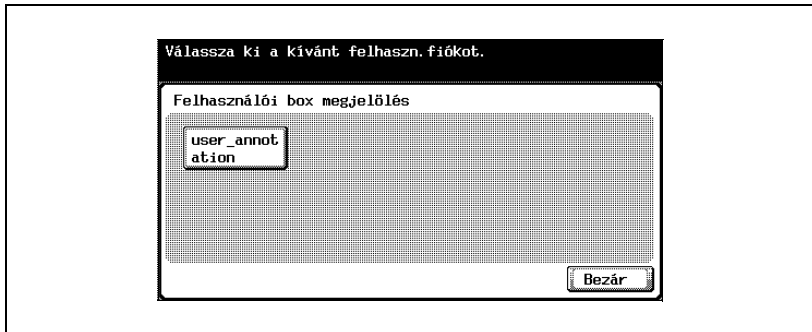 Válassza ki a kívánt felhaszn.fiókot.
Felhasználói box megjelölés
user_annot
ation
Bezár